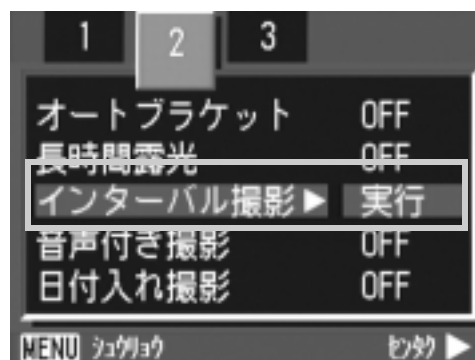 1 2 3
オートブラケット OFF
長時間露光 OFF
インターバル撮影▶ 実行
音声付き撮影 OFF
日付入れ撮影 OFF
MENU ｼｭｳﾘｮｳ ｾﾝﾀｸ ▶